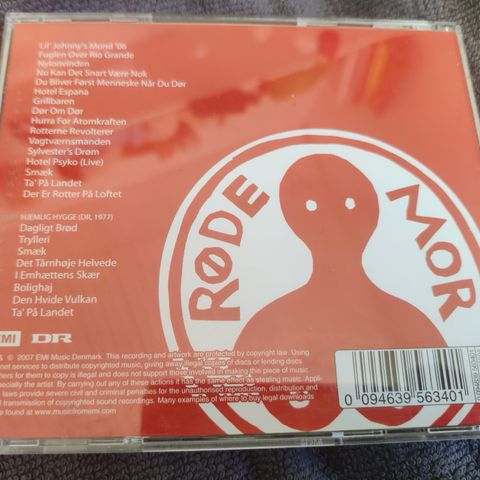 'Lil' Johnny's Mund '06
Fuglen Over Rio Grande
Nylonvinden
Nu Kan Det Snart Være Nok
Du Bliver Først Menneske Når Du Dør
Hotel Espana
Grillbaren
Dør Om Dør
Hurra For Atomkraften
Rotterne Revolterer
Vagtværnsmanden
Sylvester's Drøm
Hotel Psyko (Live)
Smæk
Ta' På Landet
Der Er Rotter På Loftet
HJEMLIG HYGGE (DR, 1977)
Dagligt Brød
Trylleri
Smæk
Det Tårnhøje Helvede
I Emhættens Skær
Bolighaj
Den Hvide Vulkan
Ta' På Landet
RØDE MOR
EMI DR
& © 2007 EMI Music Denmark. This recording and artwork are protected by copyright law. Using
net services to distribute copyrighted music, giving away illegal copies of discs or lending discs
thers for them to copy is illegal and does not support those involved in making this piece of music
specially the artist. By carrying out any of these actions it has the same effect as stealing music. Appli-
laws provide severe civil and criminal penalties for the unauthorised reproduction, distribution and
l transmission of copyrighted sound recordings. Many examples of where to buy legal downloads
be found at www.musicfromemi.com
0 094639 563401